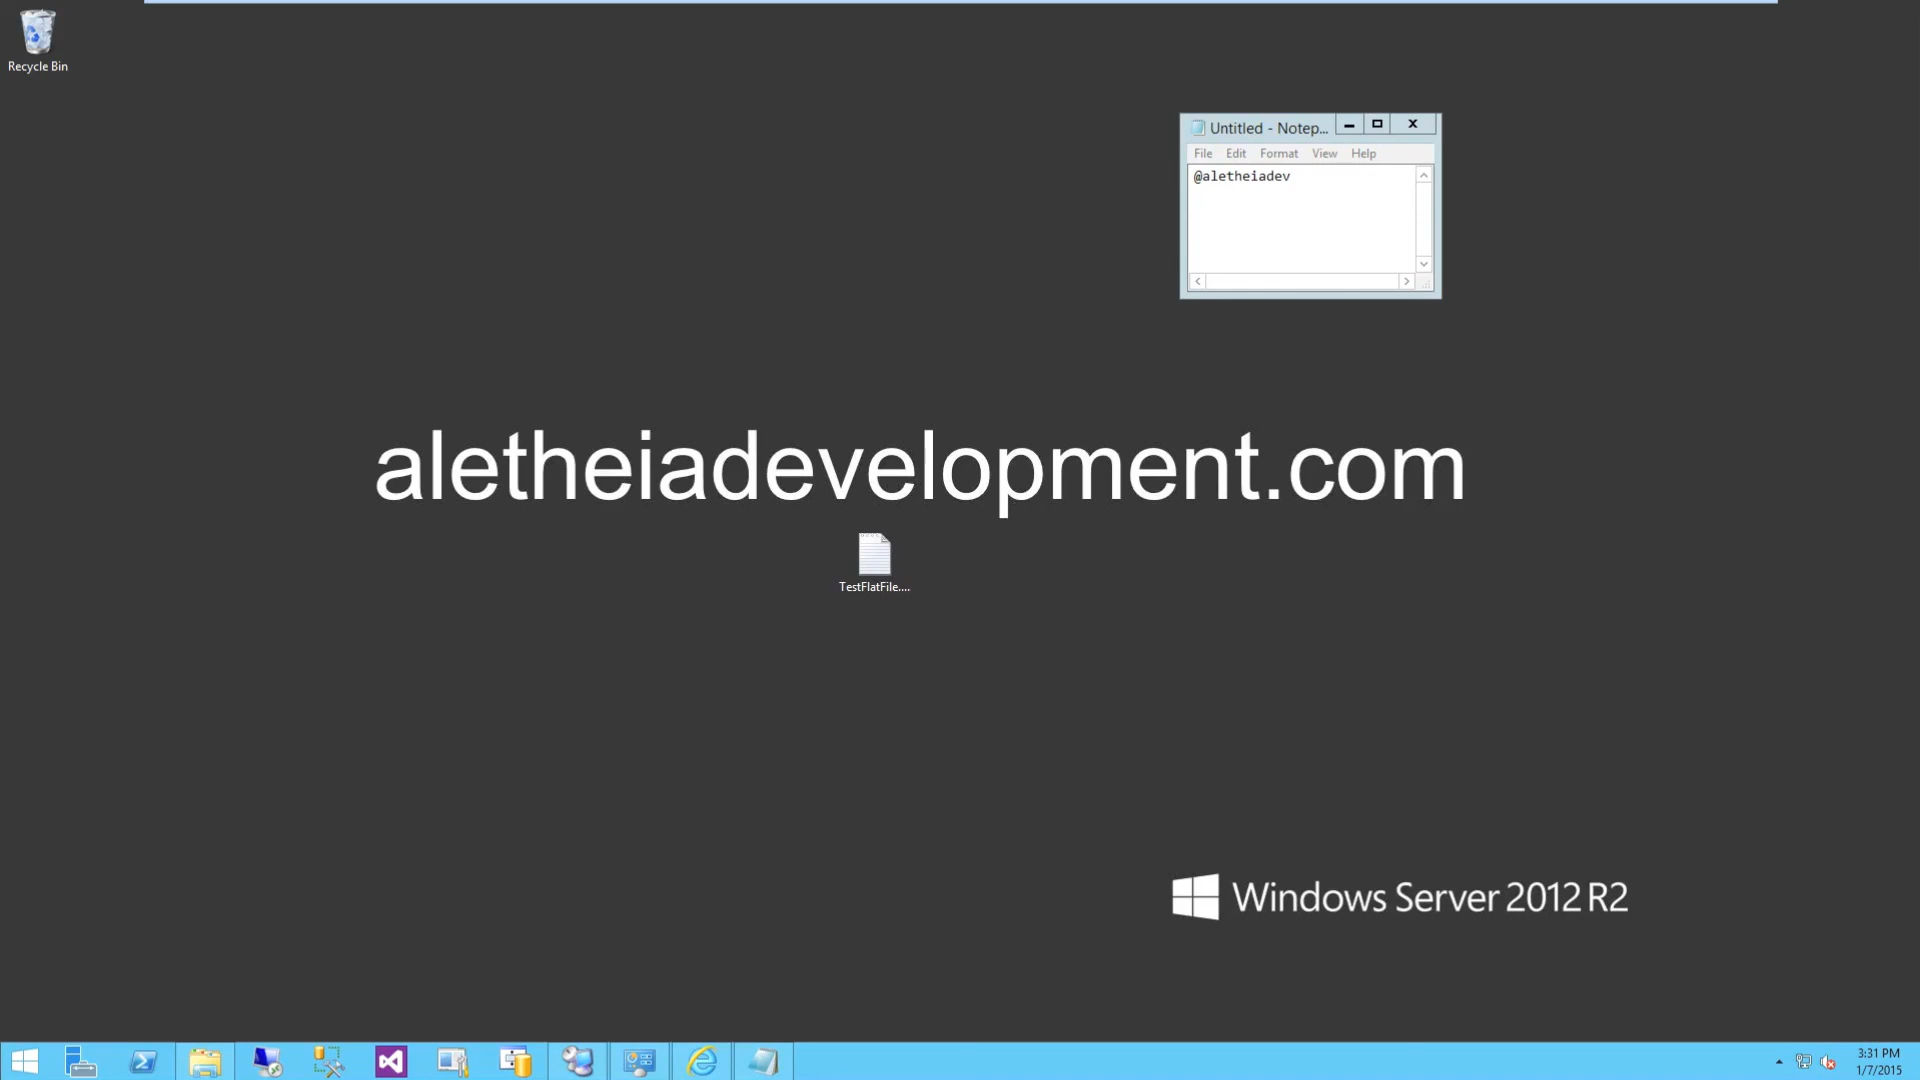 Recycle Bin
Untitled - Notep...
File Edit Format View Help
@aletheiadev
aletheiadevelopment.com
TestFlatFile....
Windows Server 2012 R2
3:31 PM
1/7/2015